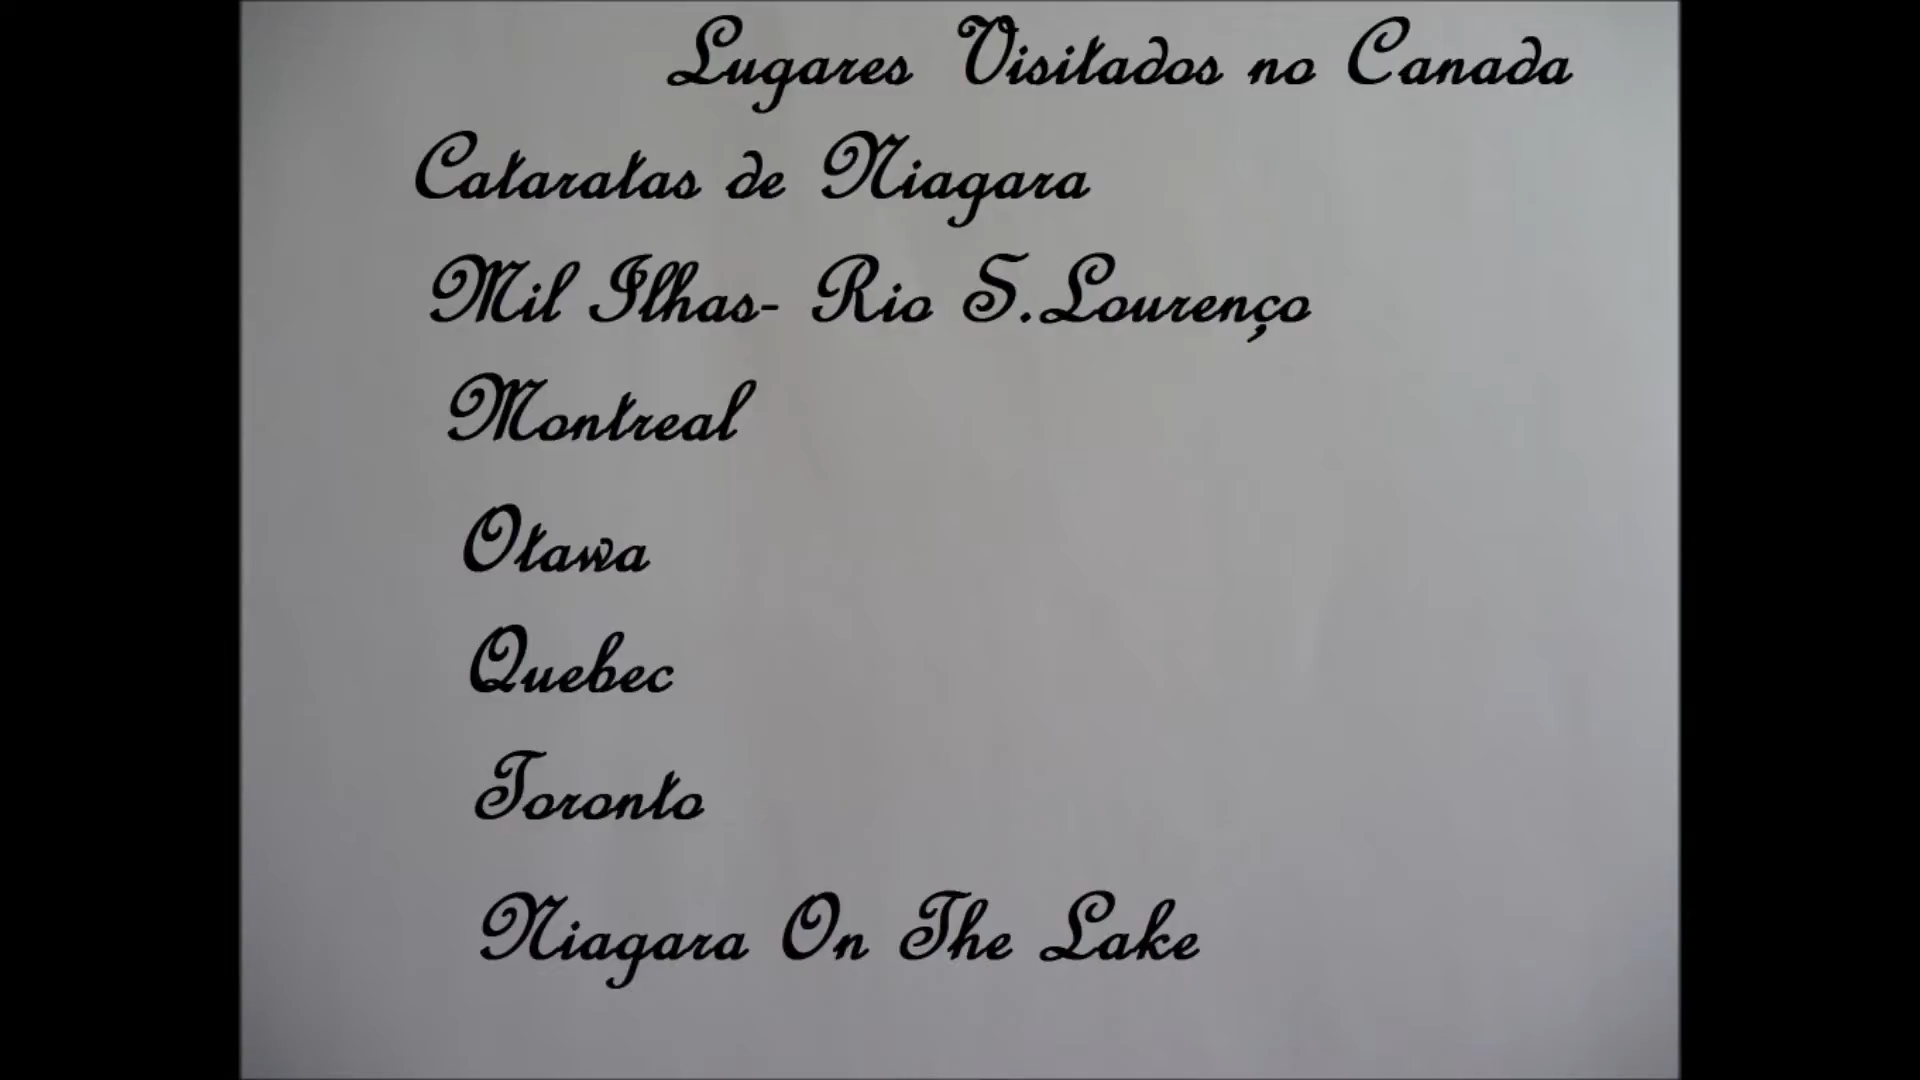 Lugares Visitados no Canada
Cataratas de Niagara
Mil Ilhas- Rio S.Lourenço
Montreal
Otawa
Quebec
Toronto
Niagara On The Lake